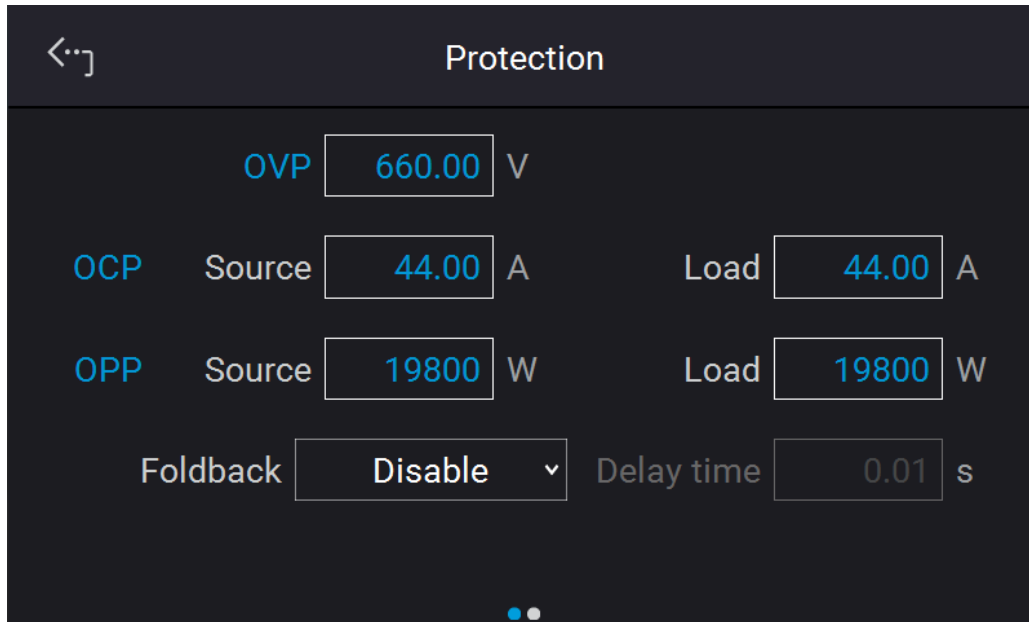 Protection
OVP 660.00 V
OCP Source 44.00 A Load 44.00 A
OPP Source 19800 W Load 19800 W
Foldback Disable Delay time 0.01 s